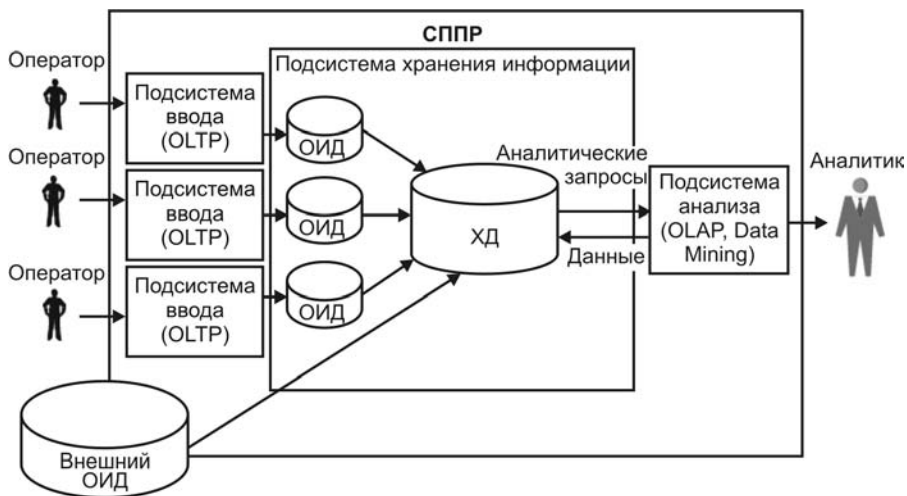 СППР
Подсистема хранения информации
Оператор
Подсистема
ввода
(OLTP)
ОИД
Оператор
Подсистема
ввода
(OLTP)
ОИД
Оператор
Подсистема
ввода
(OLTP)
ОИД
ХД
Аналитические
запросы
Данные
Подсистема
анализа
(OLAP, Data
Mining)
Аналитик
Внешний
ОИД